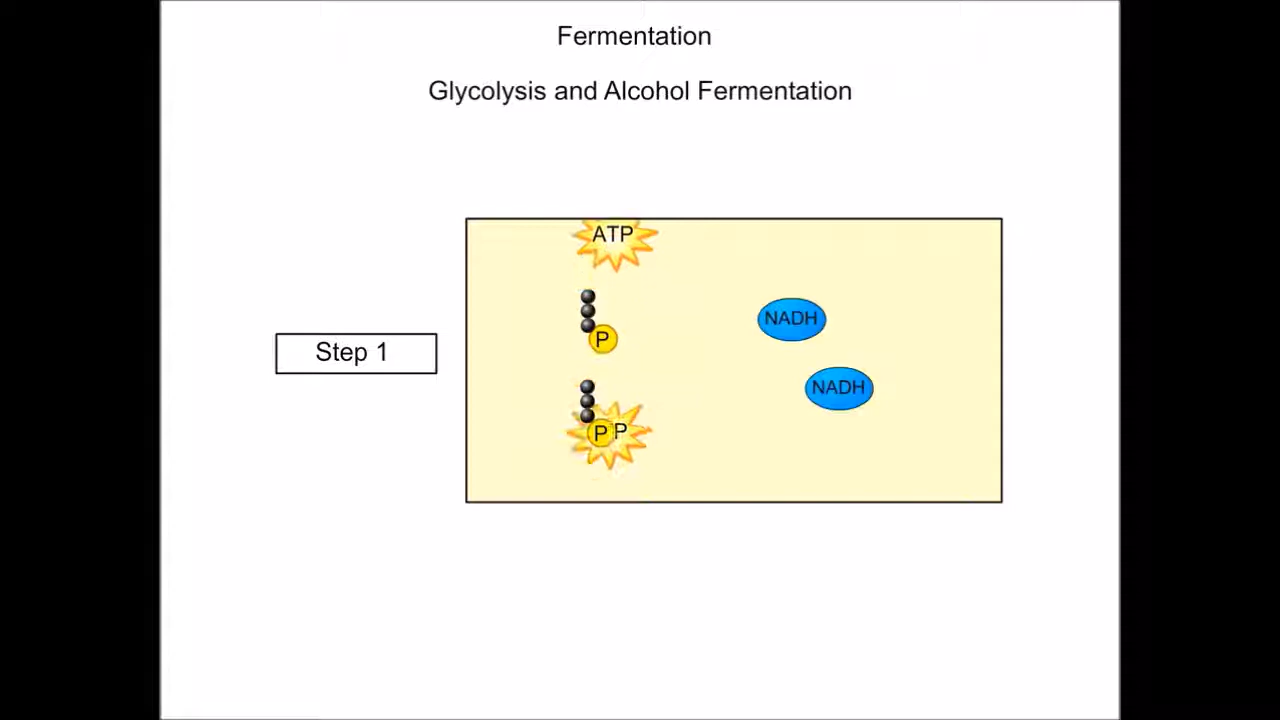 Fermentation
Glycolysis and Alcohol Fermentation
ATP
NADH
P
Step 1
NADH
P P